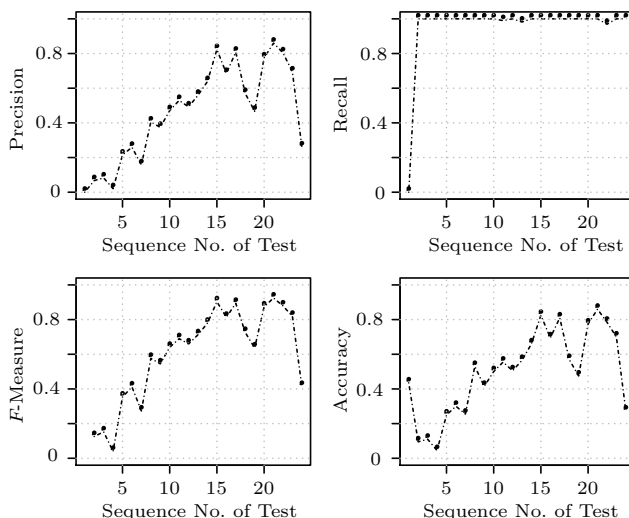 Precision
0.8
0.4
0
5 10 15 20
Sequence No. of Test
Recall
0.8
0.4
0
5 10 15 20
Sequence No. of Test
F-Measure
0.8
0.4
0
5 10 15 20
Sequence No. of Test
Accuracy
0.8
0.4
0
5 10 15 20
Sequence No. of Test